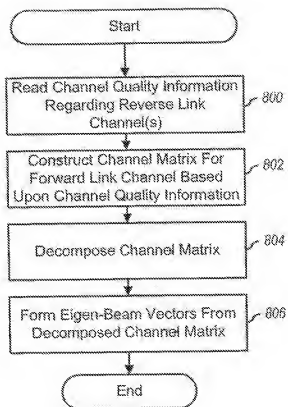 Start
Read Channel Quality Information
Regarding Reverse Link
Channel(s)
800
Construct Channel Matrix For
Forward Link Channel Based
Upon Channel Quality Information
802
Decompose Channel Matrix
804
Form Eigen-Beam Vectors From
Decomposed Channel Matrix
806
End